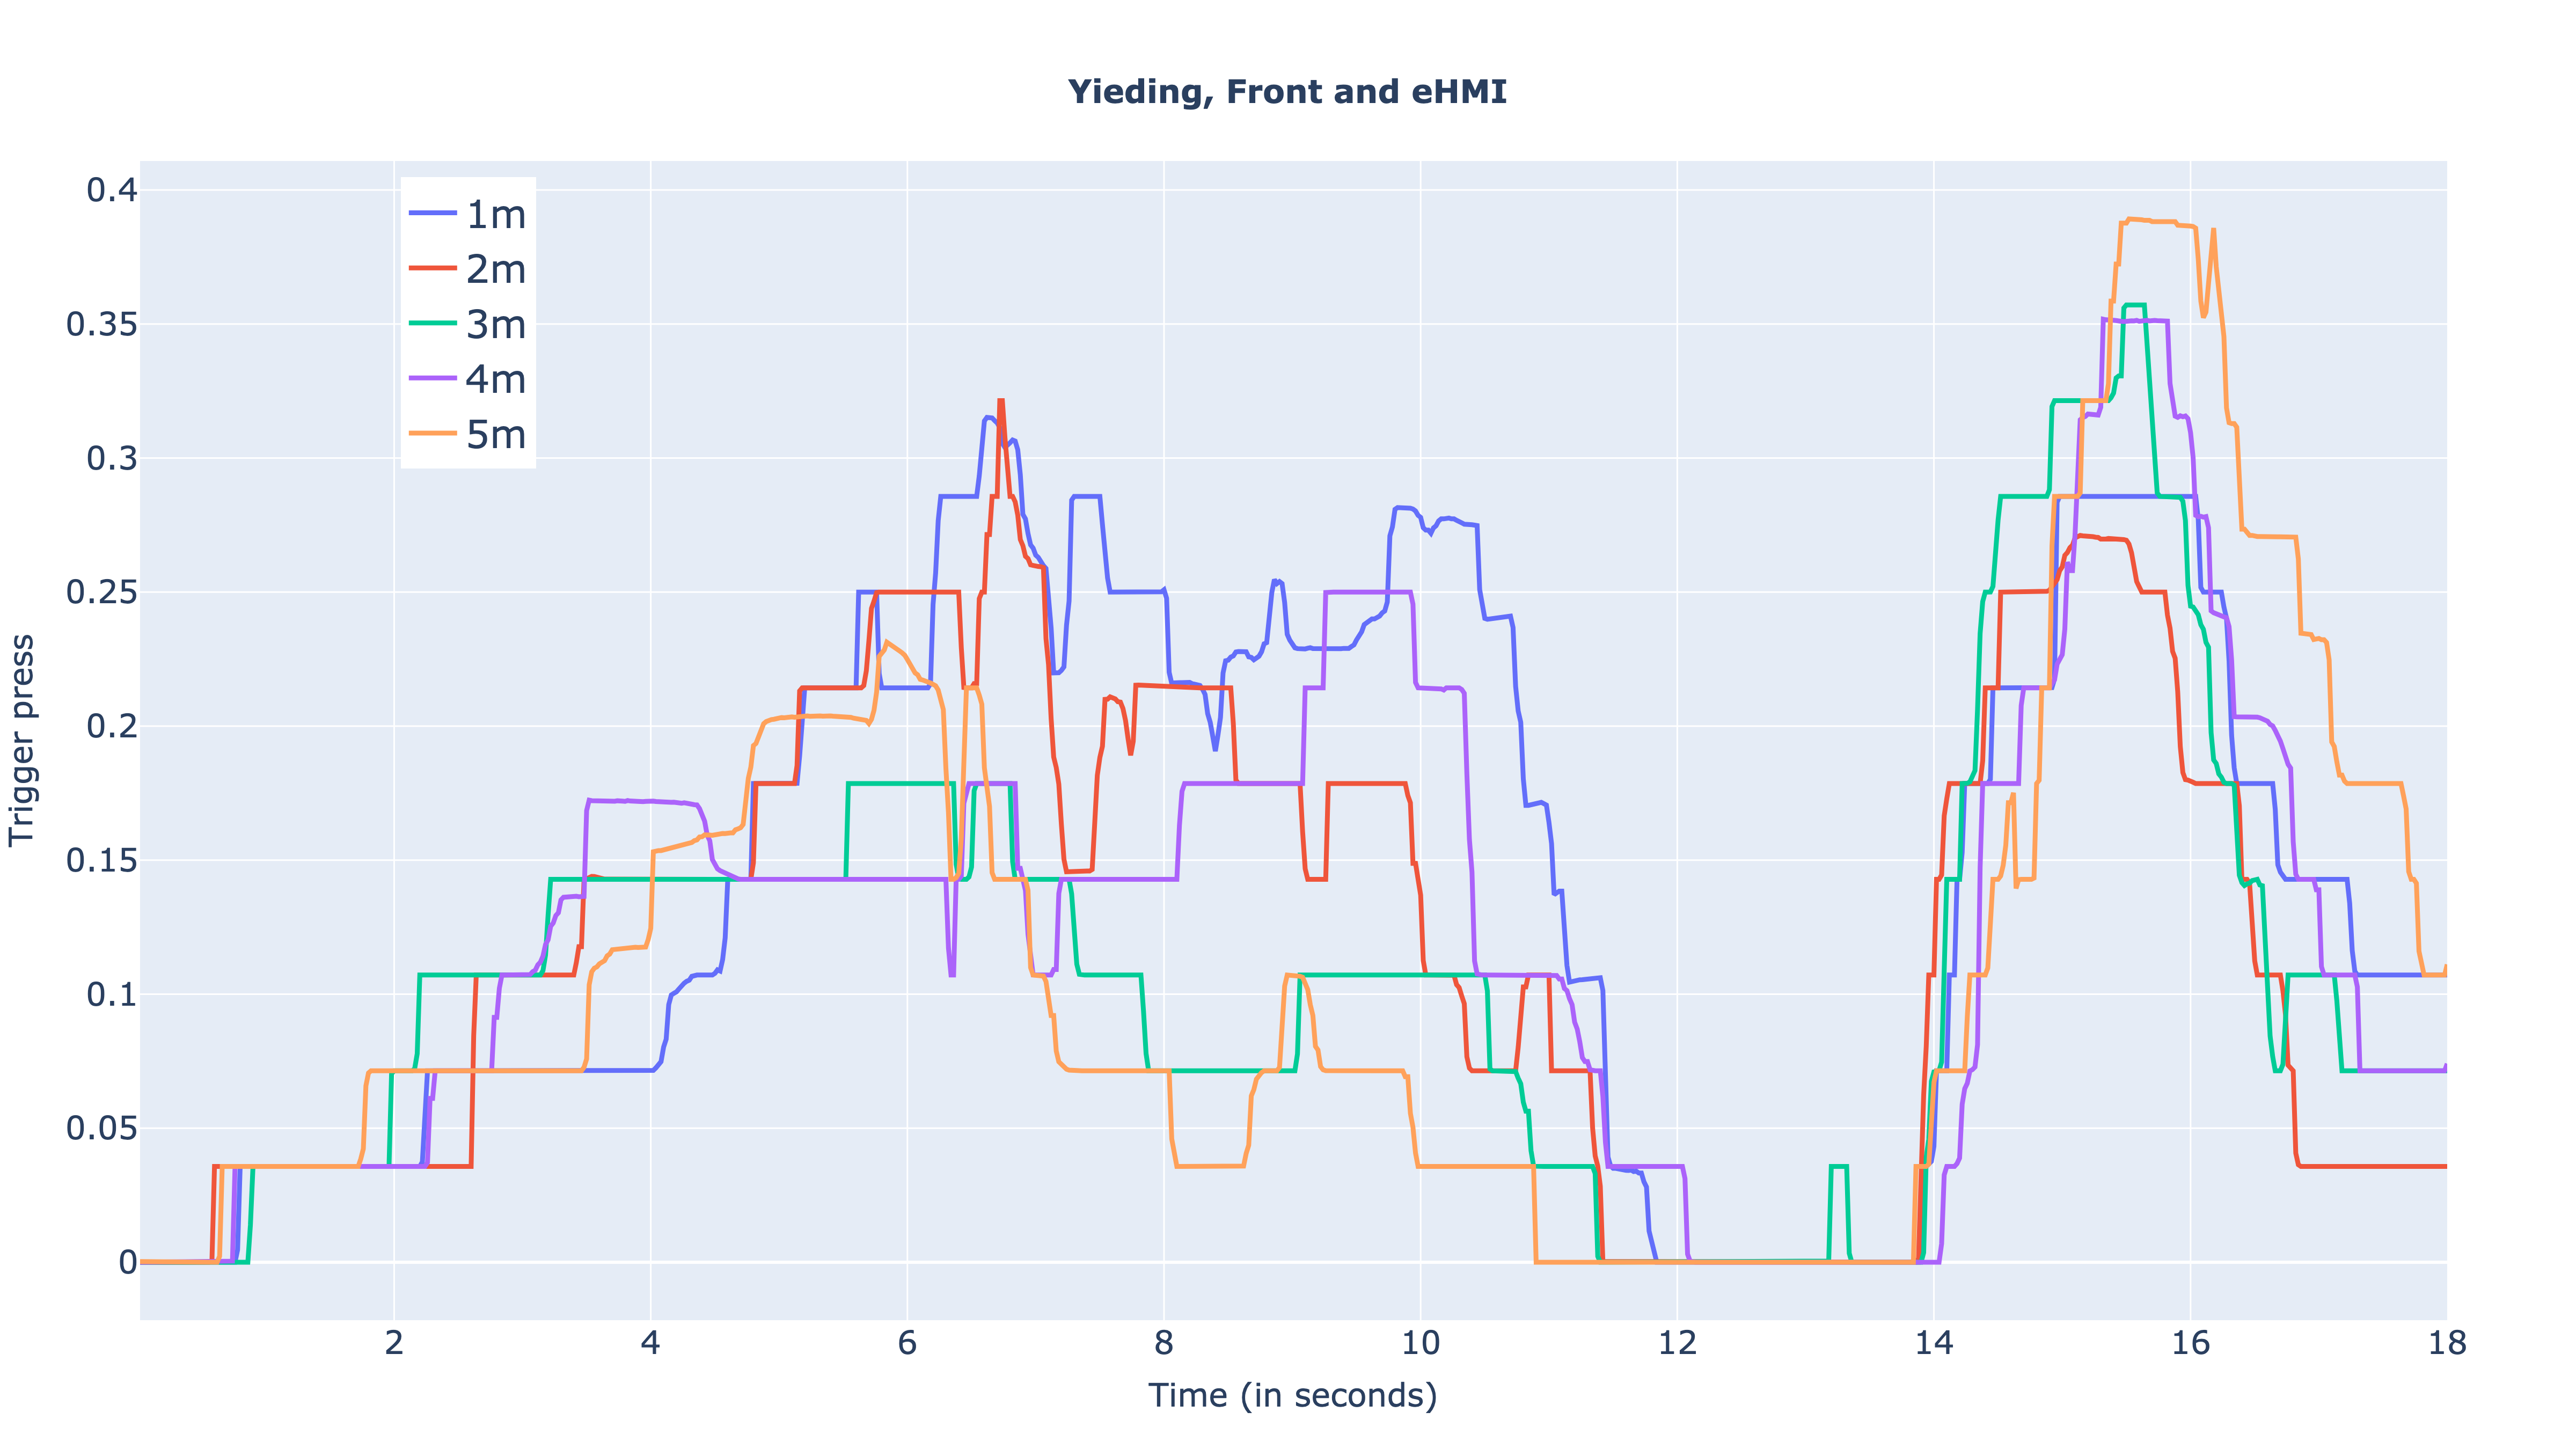 Yieding, Front and eHMI
1m
2m
3m
4m
5m
0.4
0.35
0.3
0.25
0.2
0.15
0.1
0.05
0
Trigger press
2 4 6 8 10 12 14 16 18
Time (in seconds)